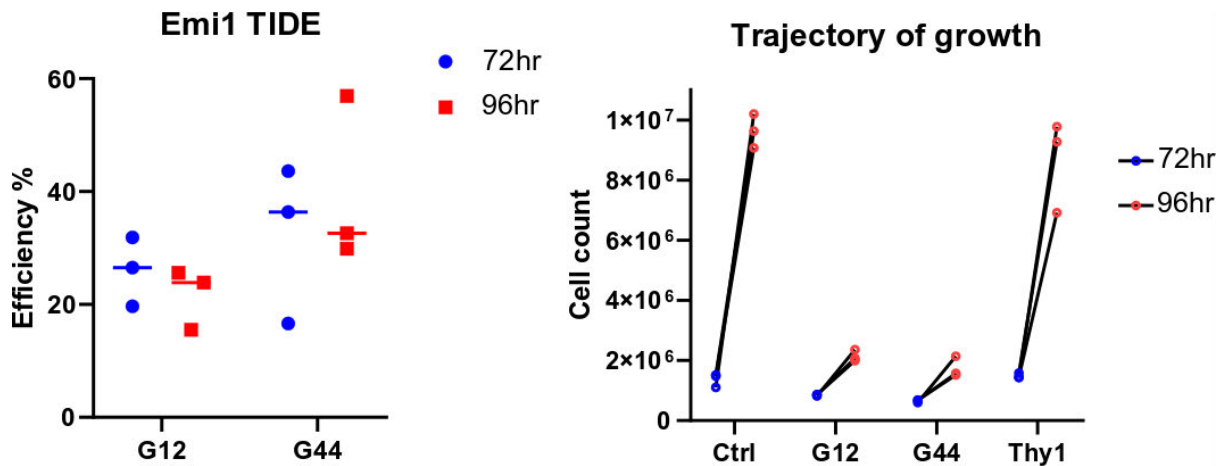 Emi1 TIDE
72hr
96hr
Efficiency %
60
40
20
0
G12
G44
Trajectory of growth
72hr
96hr
Cell count
1×10⁷
8×10⁶
6×10⁶
4×10⁶
2×10⁶
0
Ctrl
G12
G44
Thy1